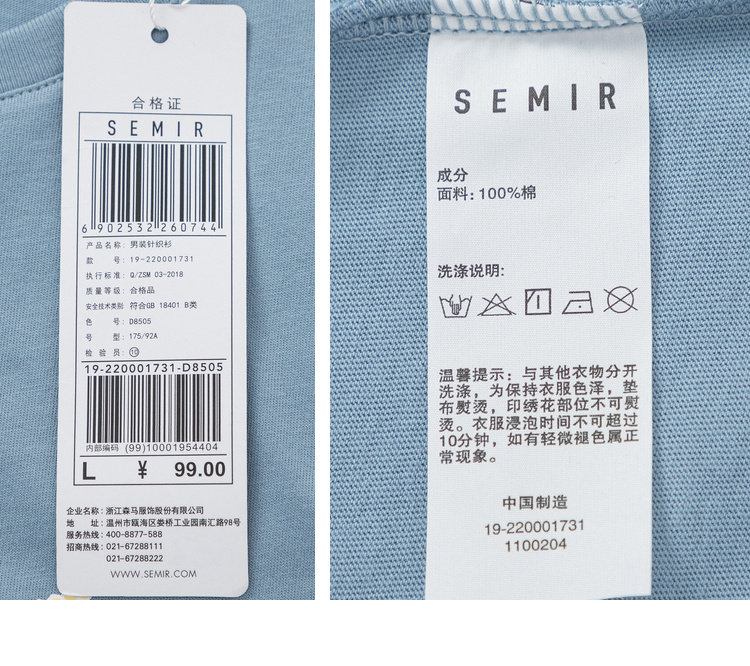 合格证
SEMIR
6 902532 260744
产品名称: 男装针织衫
款 号: 19-220001731
执行标准: Q/ZSM 03-2018
质量等级: 合格品
安全技术类别: 符合GB 18401 B类
色 号: D8505
号 型: 175/92A
检 验 员: ⑩
19-220001731-D8505
内部编码 (99)10001954404
L ¥ 99.00
企业名称: 浙江森马服饰股份有限公司
地 址: 温州市瓯海区娄桥工业园南汇路98号
服务热线: 400-8877-588
招商热线: 021-67288111
021-67288222
WWW.SEMIR.COM
SEMIR
成分
面料: 100%棉
洗涤说明:
温馨提示: 与其他衣物分开
洗涤, 为保持衣服色泽, 垫
布熨烫, 印绣花部位不可熨
烫。衣服浸泡时间不可超过
10分钟, 如有轻微褪色属正
常现象。
中国制造
19-220001731
1100204